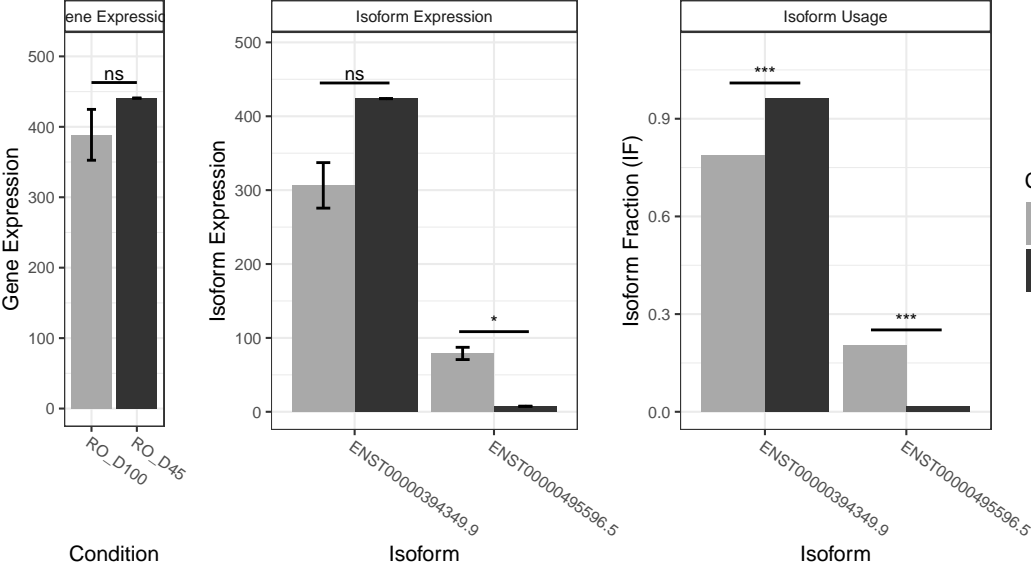 ene Expressio
Gene Expression
500
400
300
200
100
0
ns
RO_D100
RO_D45
Condition
Isoform Expression
Isoform Expression
500
400
300
200
100
0
ns
*
ENST00000394349.9
ENST00000495596.5
Isoform
Isoform Usage
Isoform Fraction (IF)
0.9
0.6
0.3
0.0
***
***
ENST00000394349.9
ENST00000495596.5
Isoform